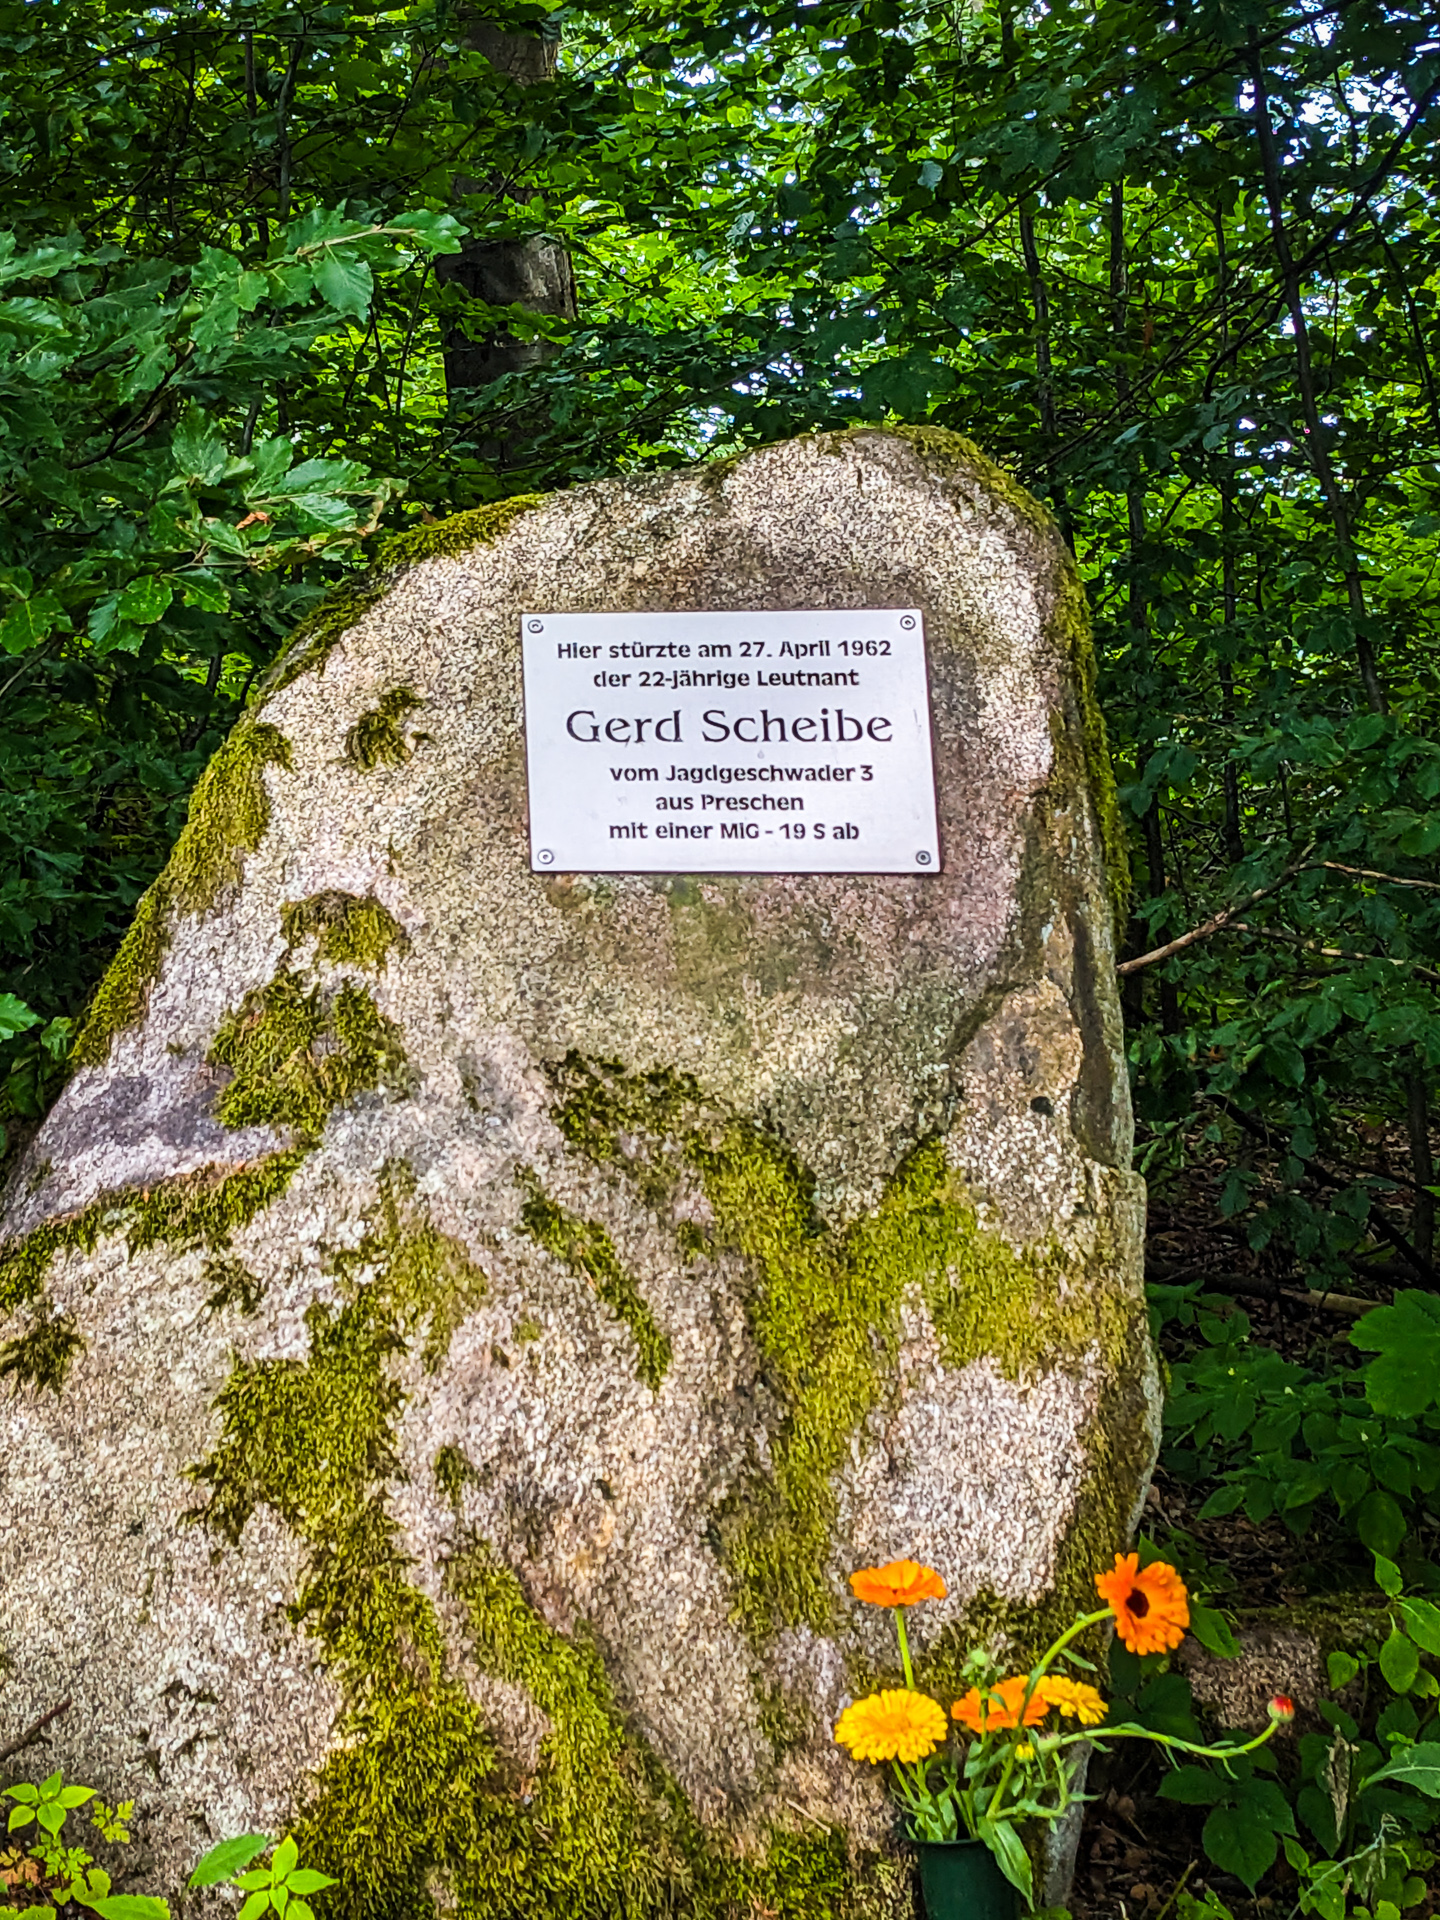 Hier stürzte am 27. April 1962
der 22-jährige Leutnant
Gerd Scheibe
vom Jagdgeschwader 3
aus Preschen
mit einer MiG - 19 S ab